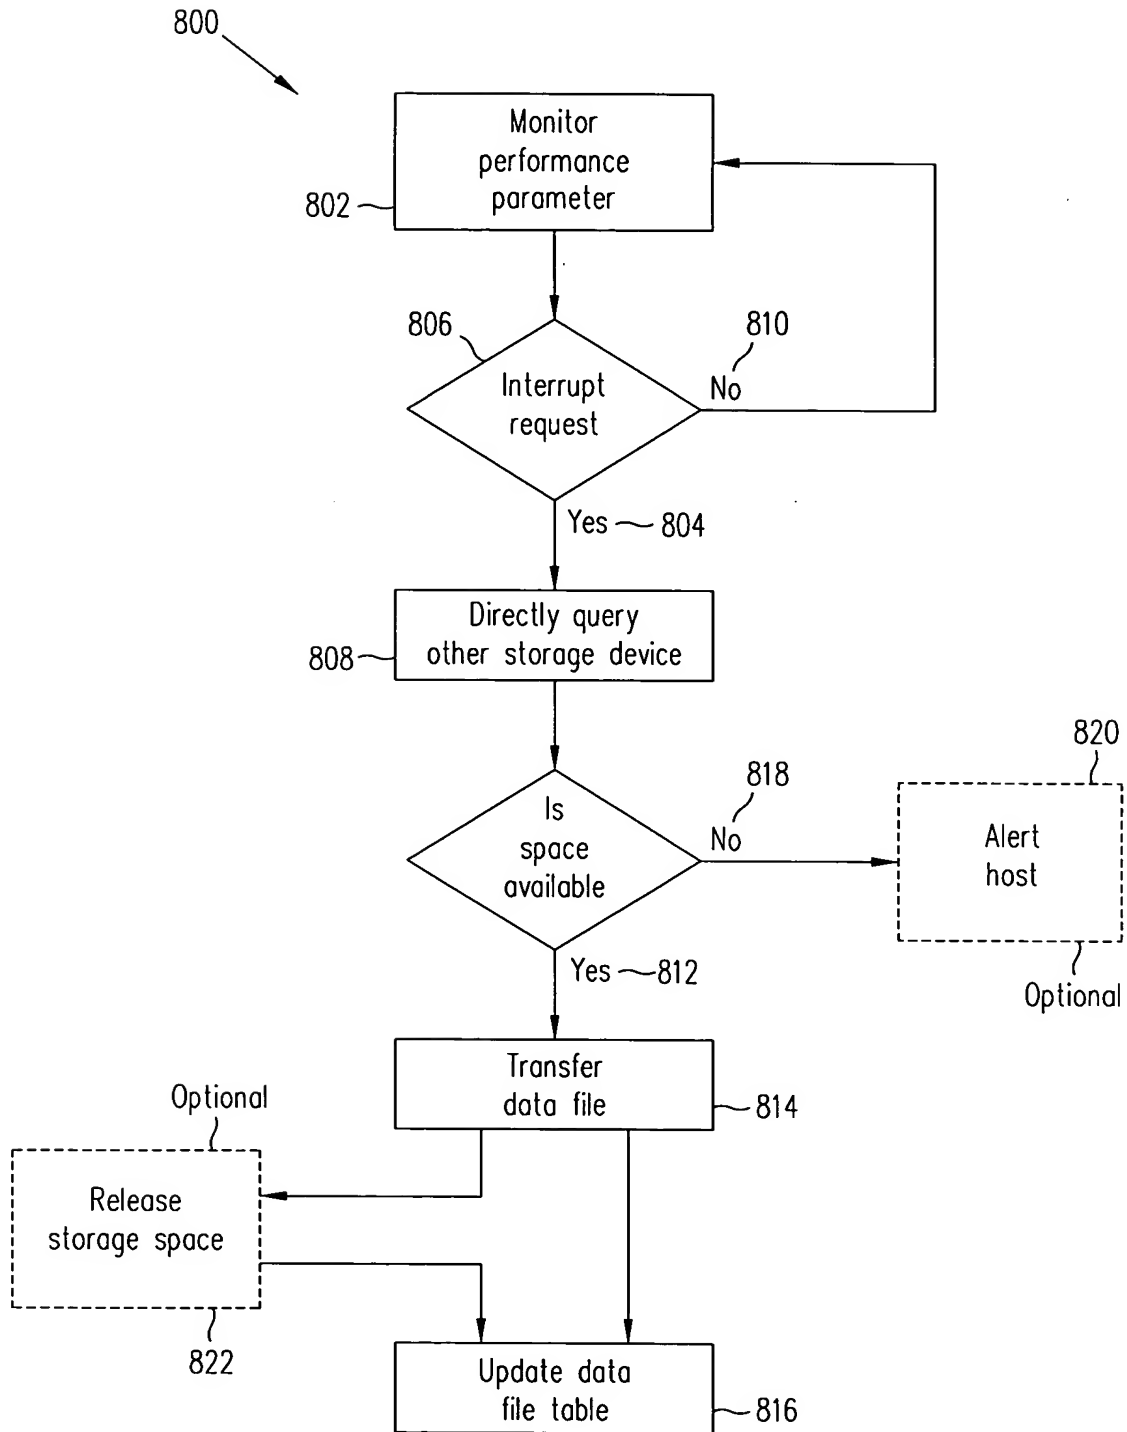 800
Monitor
performance
parameter
802
806
810
Interrupt
request
No
Yes
804
Directly query
other storage device
808
820
818
Is
space
available
No
Alert
host
Yes
812
Optional
Transfer
data file
814
Optional
Release
storage space
822
Update data
file table
816